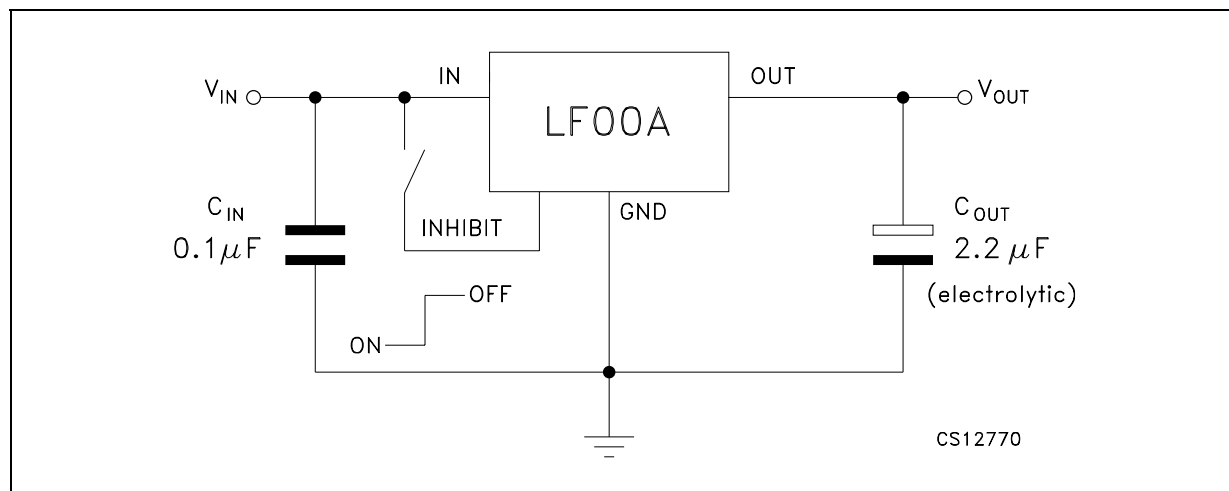 IN
OUT
V_IN
V_OUT
LF00A
GND
C_IN
0.1μF
INHIBIT
C_OUT
2.2 μF
(electrolytic)
OFF
ON
CS12770